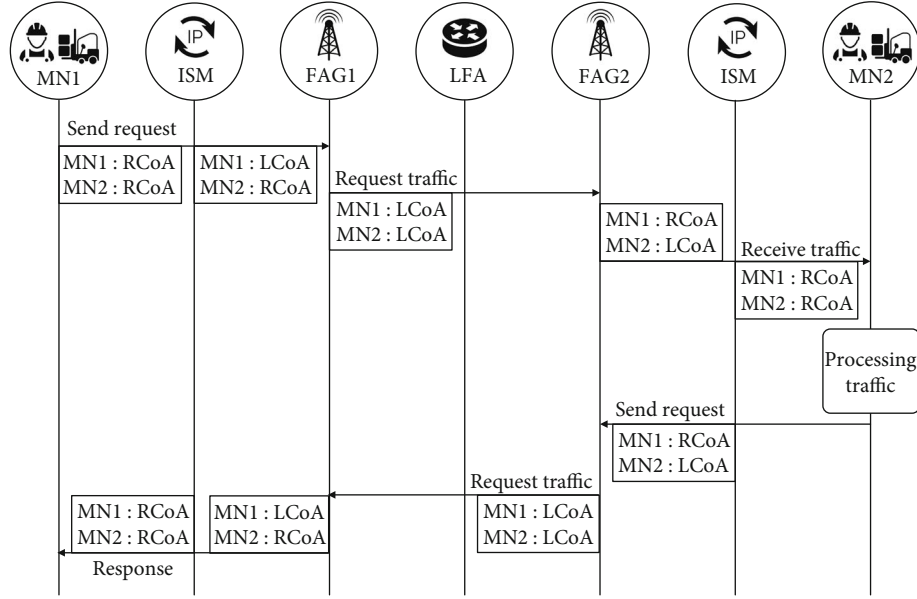 IP
IP
MN1
ISM
FAG1
LFA
FAG2
ISM
MN2
Send request
MN1 : RCoA
MN2 : RCoA
MN1 : LCoA
MN2 : RCoA
Request traffic
MN1 : LCoA
MN2 : LCoA
MN1 : RCoA
MN2 : LCoA
Receive traffic
MN1 : RCoA
MN2 : RCoA
Processing
traffic
Send request
MN1 : RCoA
MN2 : LCoA
Request traffic
MN1 : LCoA
MN2 : LCoA
MN1 : LCoA
MN2 : RCoA
MN1 : RCoA
MN2 : RCoA
Response